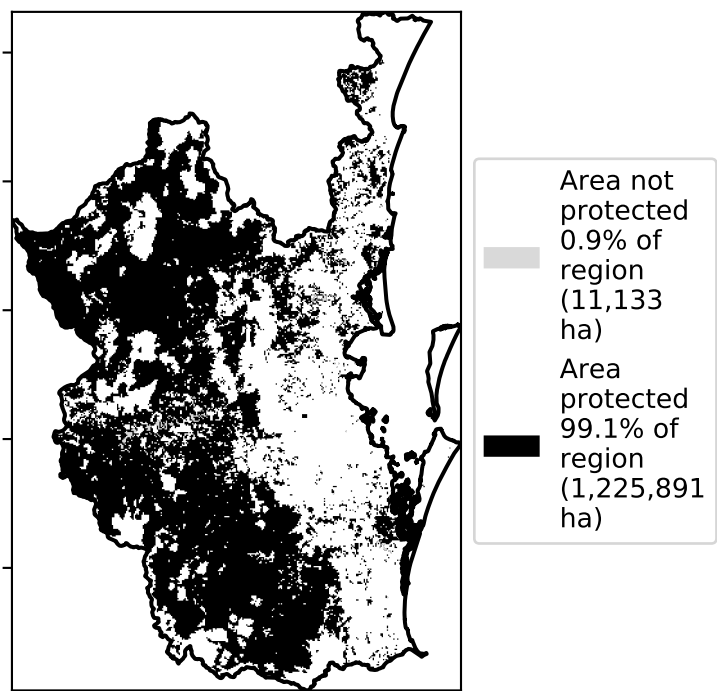 Area not
protected
0.9% of
region
(11,133
ha)
Area
protected
99.1% of
region
(1,225,891
ha)